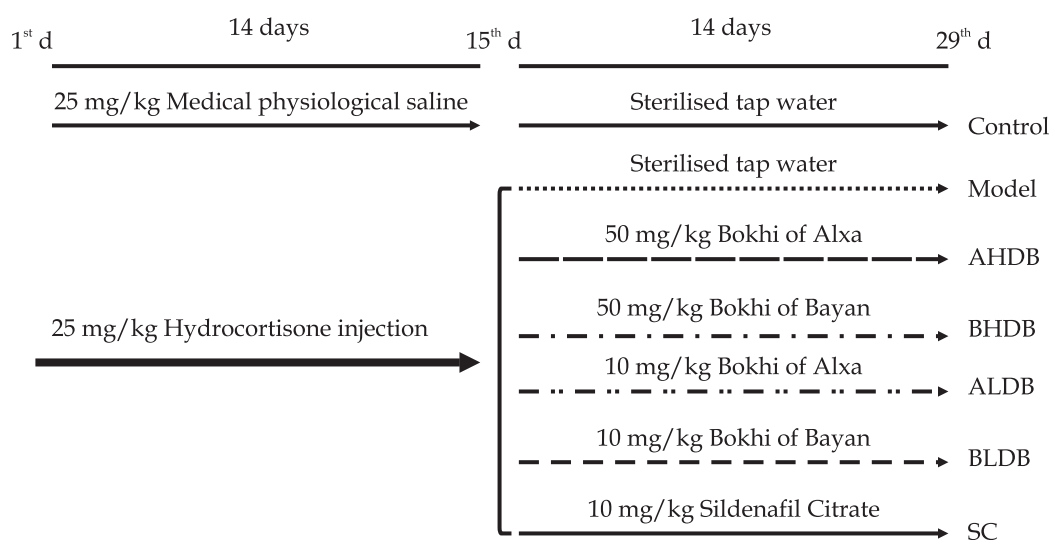 14 days 14 days
1st d 15th d 29th d
25 mg/kg Medical physiological saline Sterilised tap water
Control
Sterilised tap water
Model
50 mg/kg Bokhi of Alxa
AHDB
25 mg/kg Hydrocortisone injection
50 mg/kg Bokhi of Bayan
BHDB
10 mg/kg Bokhi of Alxa
ALDB
10 mg/kg Bokhi of Bayan
BLDB
10 mg/kg Sildenafil Citrate
SC